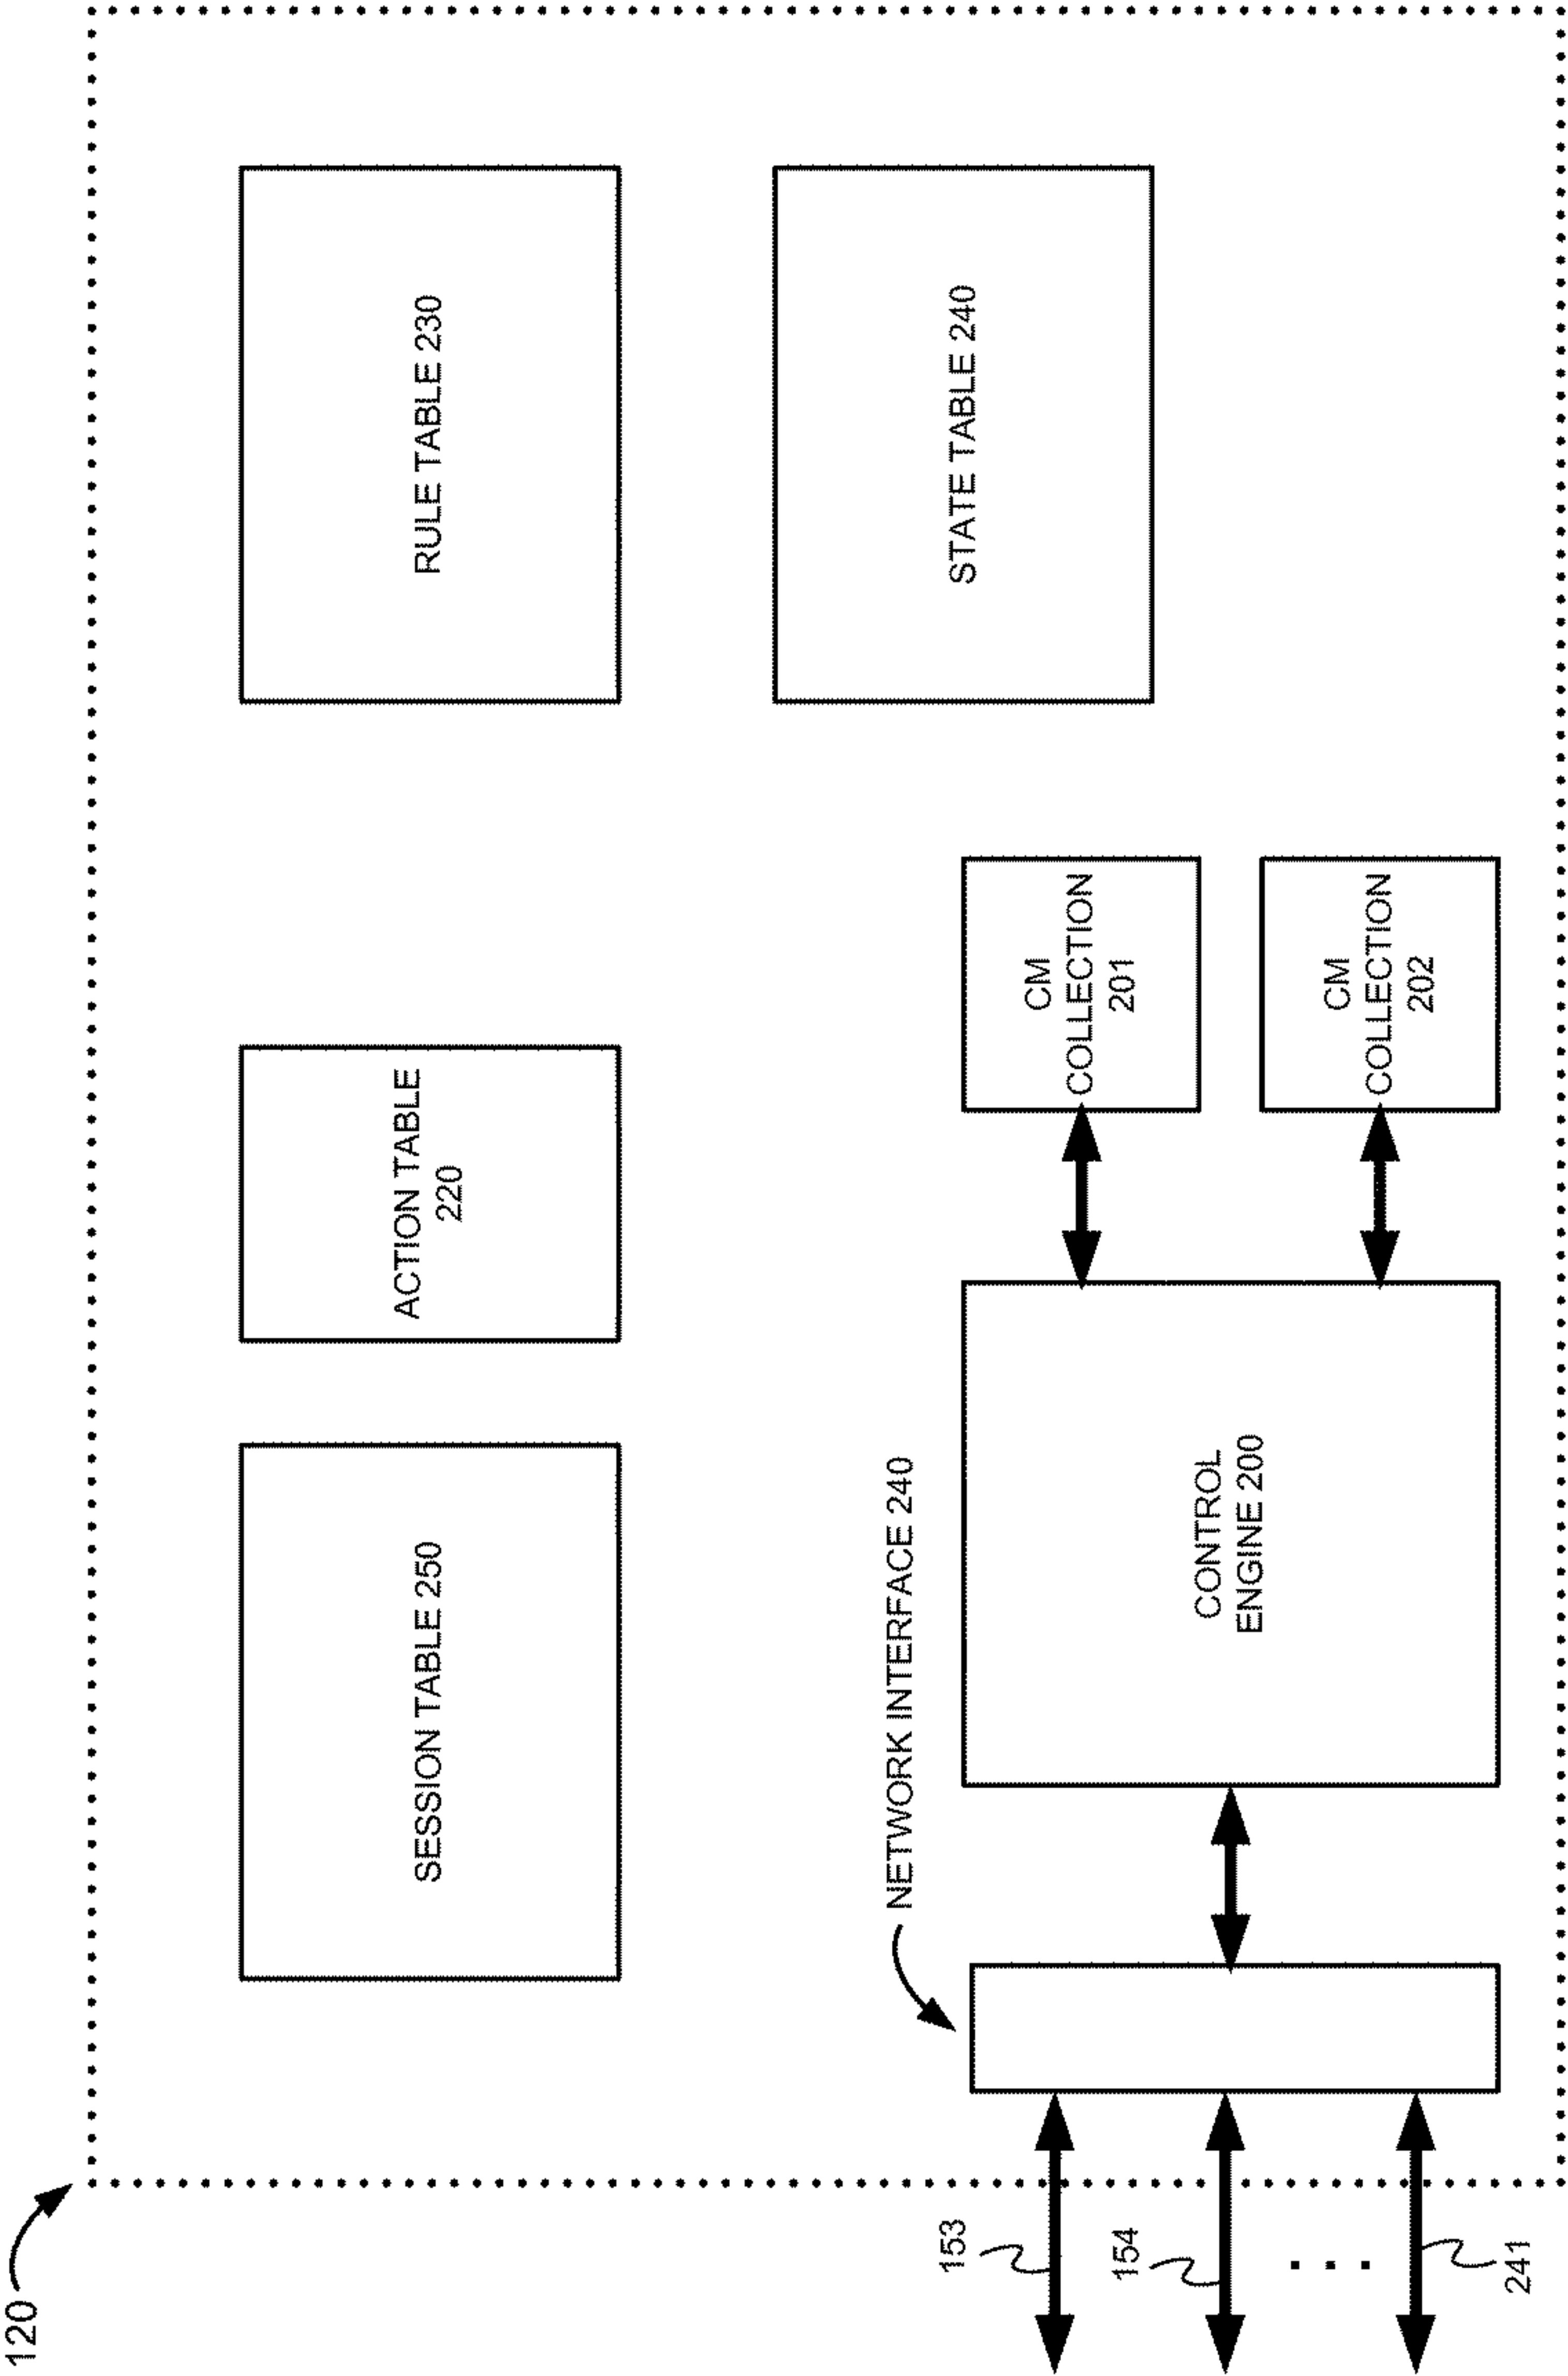 120
SESSION TABLE 250
ACTION TABLE
220
RULE TABLE 230
STATE TABLE 240
NETWORK INTERFACE 240
CONTROL
ENGINE 200
CM
COLLECTION
201
CM
COLLECTION
202
153
154
. . .
241